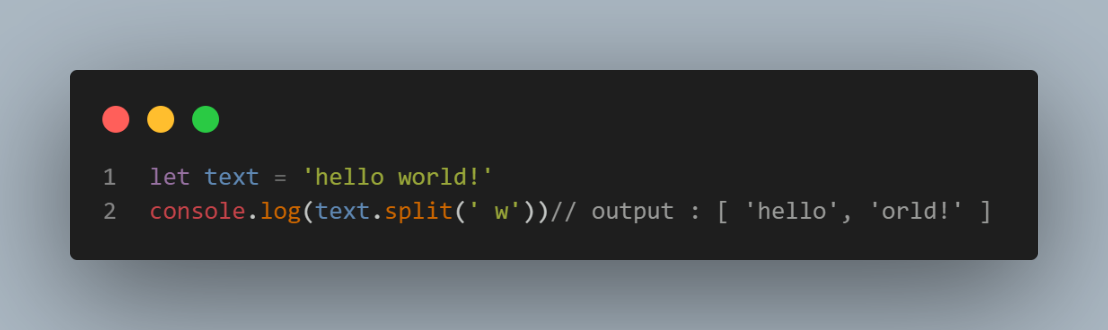 1 let text = 'hello world!'
2 console.log(text.split(' w'))// output : [ 'hello', 'orld!' ]